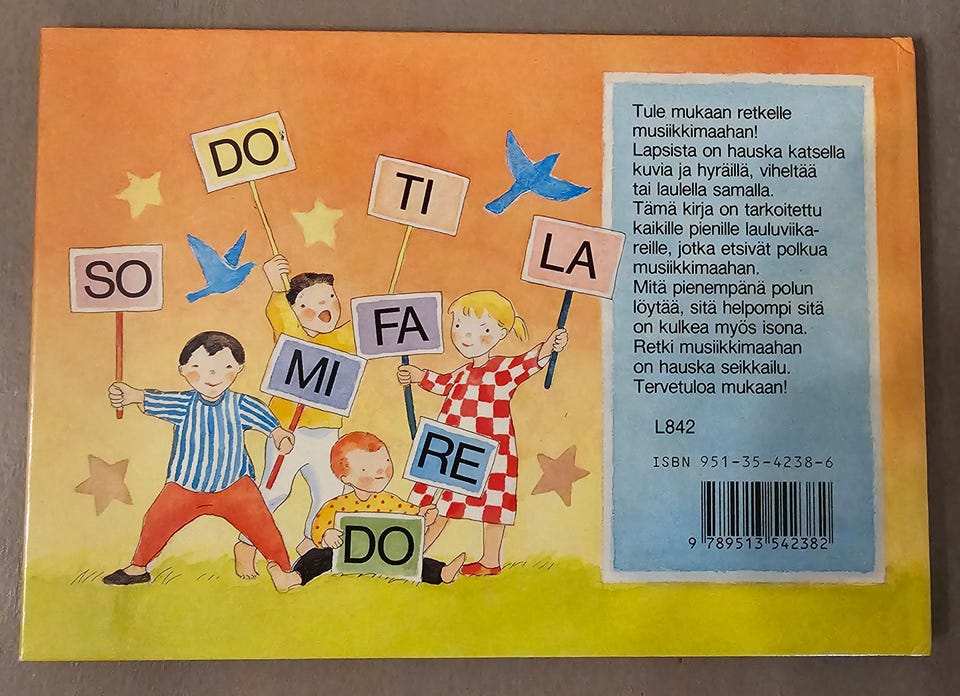 DO
TI
SO
LA
FA
MI
RE
DO
Tule mukaan retkelle
musiikkimaahan!
Lapsista on hauska katsella
kuvia ja hyräillä, viheltää
tai laulella samalla.
Tämä kirja on tarkoitettu
kaikille pienille lauluviika-
reille, jotka etsivät polkua
musiikkimaahan.
Mitä pienempänä polun
löytää, sitä helpompi sitä
on kulkea myös isona.
Retki musiikkimaahan
on hauska seikkailu.
Tervetuloa mukaan!
L842
ISBN 951-35-4238-6
9 789513 542382